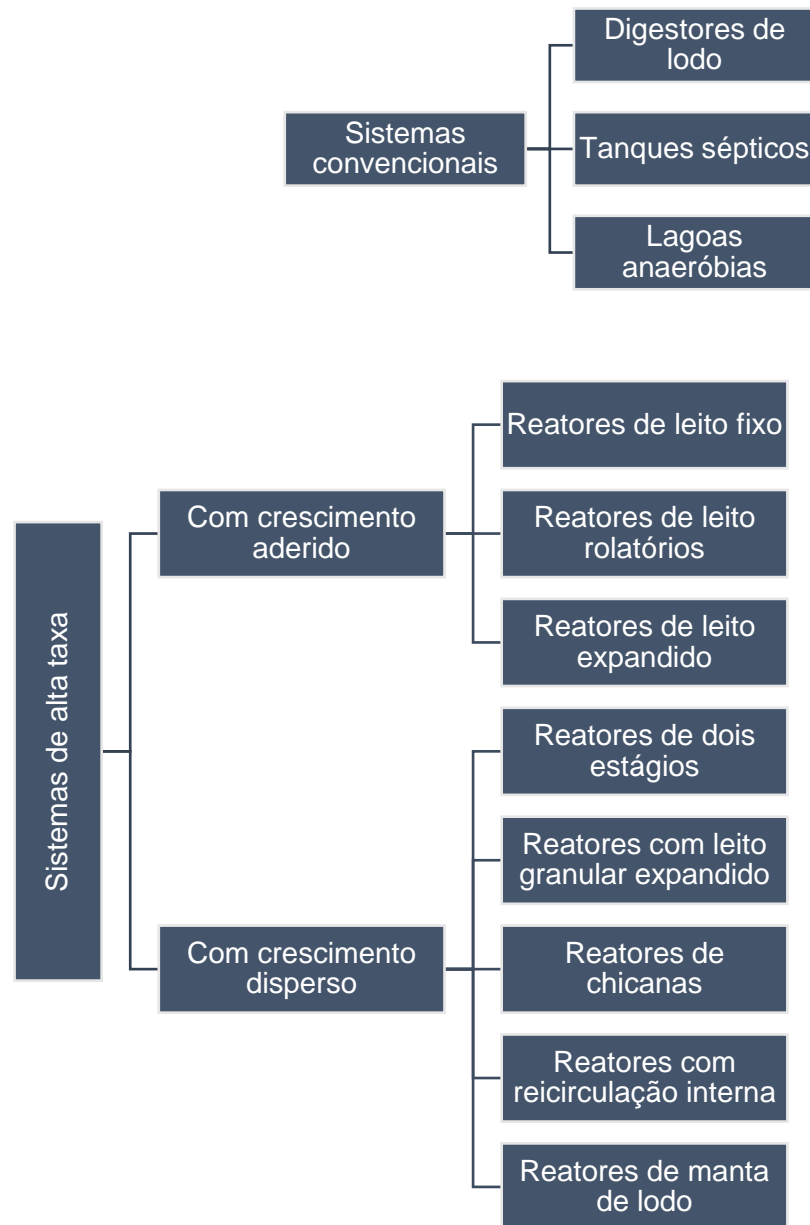 Digestores de
lodo
Sistemas
convencionais
Tanques sépticos
Lagoas
anaeróbias
Sistemas de alta taxa
Com crescimento
aderido
Reatores de leito fixo
Reatores de leito
rolatórios
Reatores de leito
expandido
Com crescimento
disperso
Reatores de dois
estágios
Reatores com leito
granular expandido
Reatores de
chicanas
Reatores com
reicirculação interna
Reatores de manta
de lodo